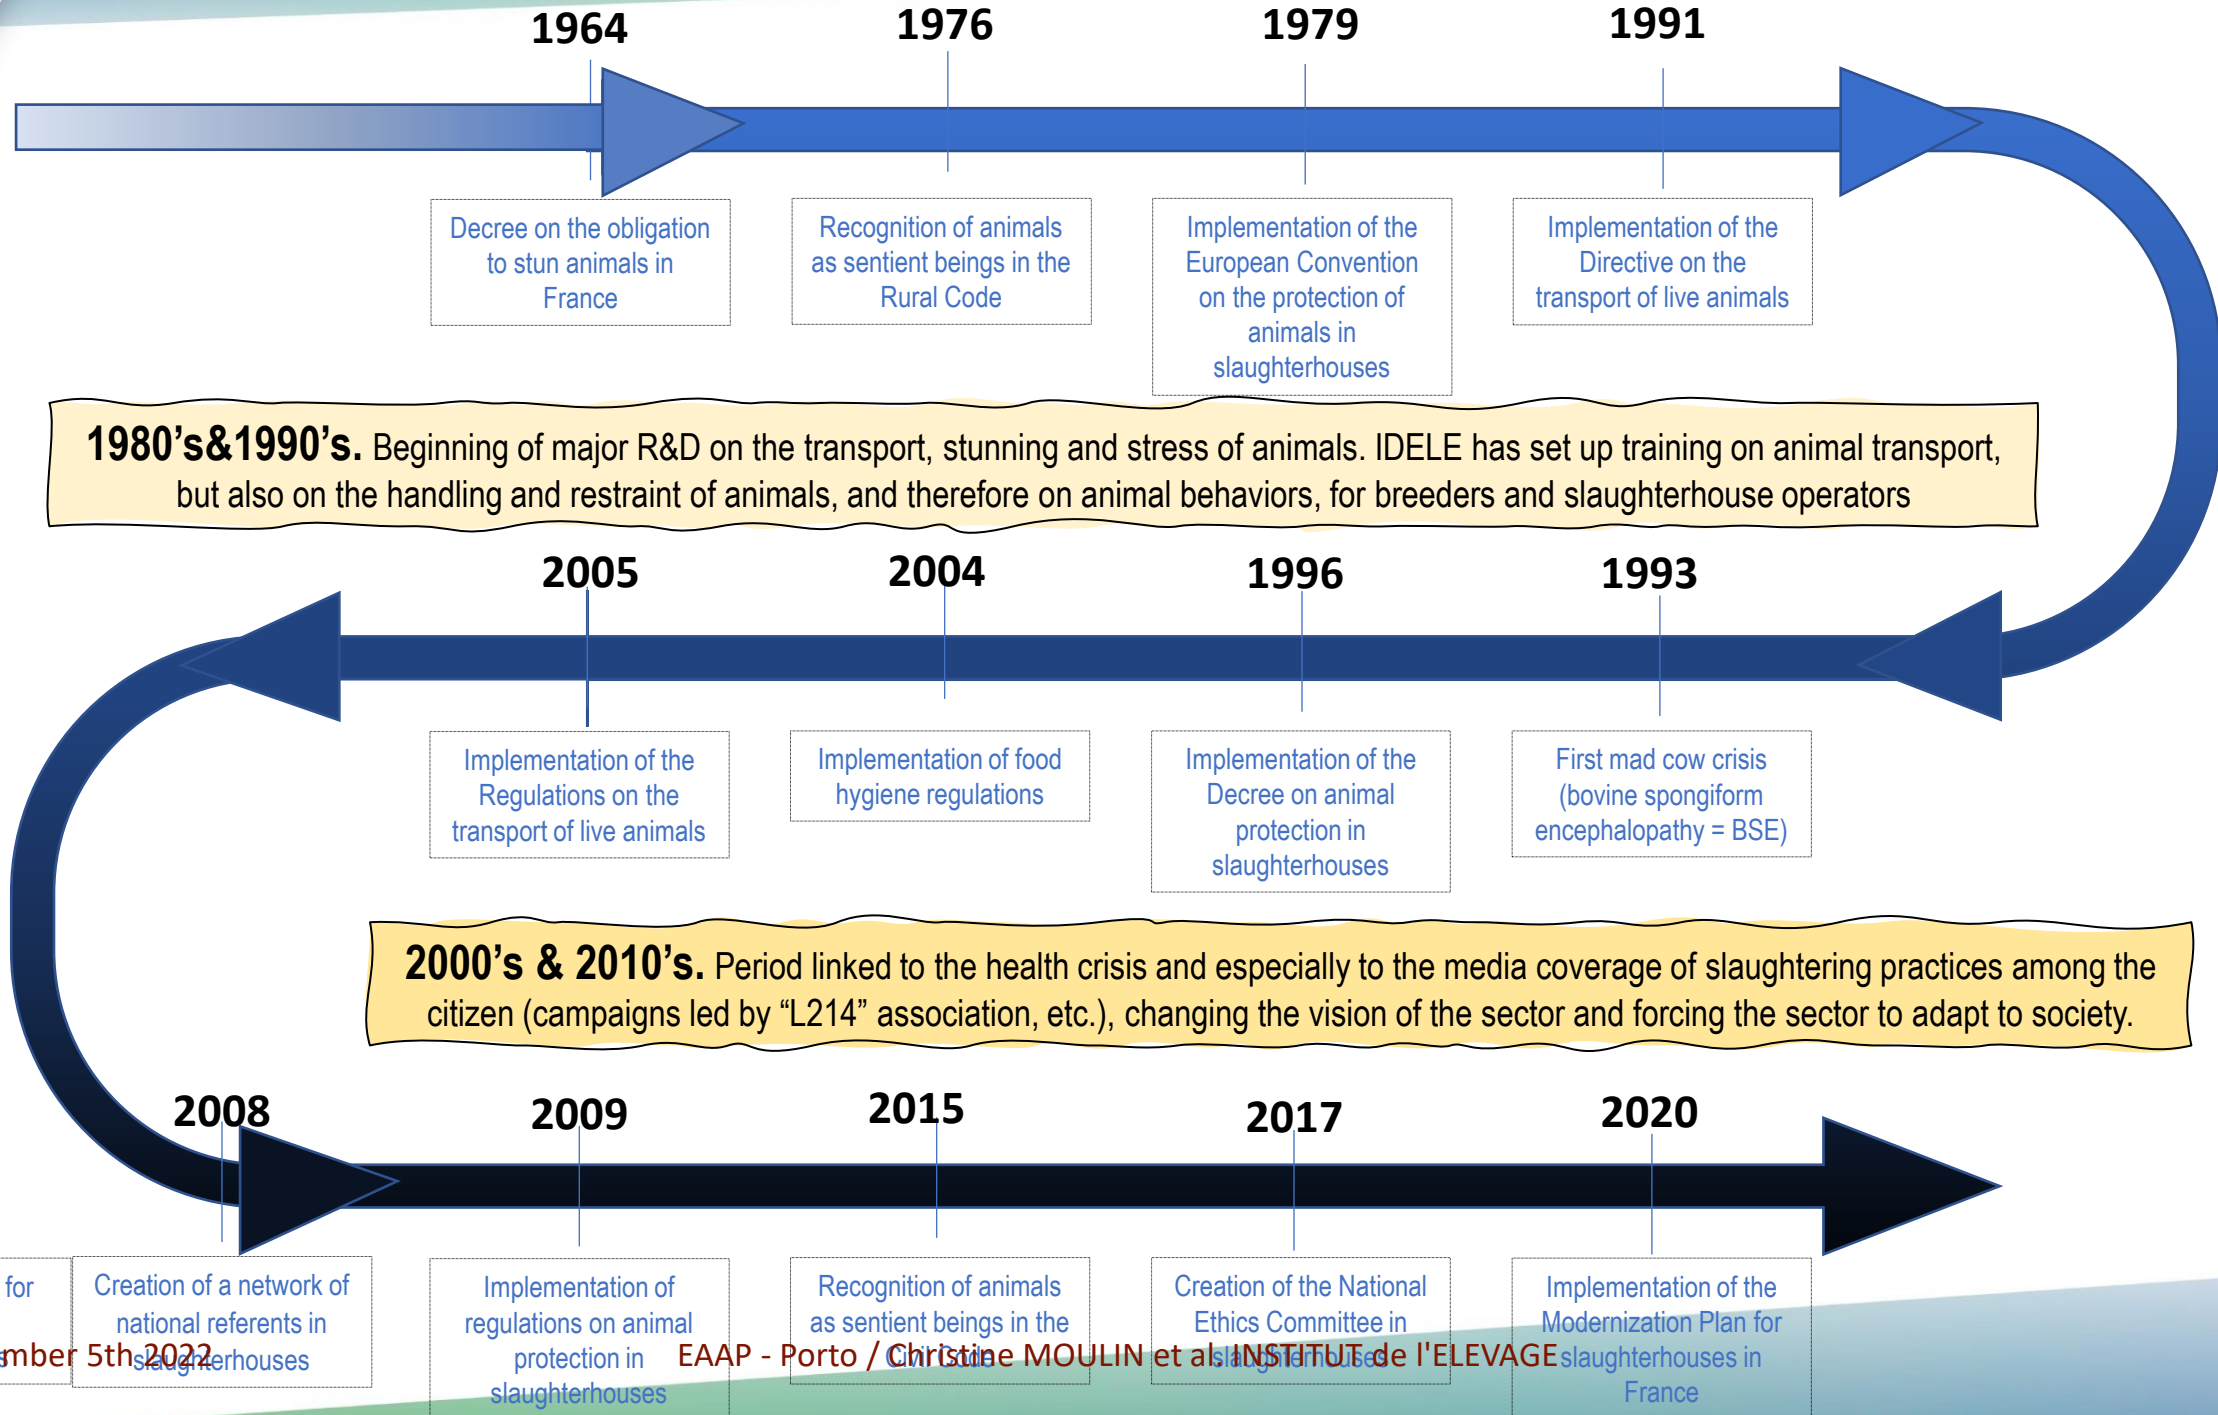 1964
1976
1979
1991
Decree on the obligation
to stun animals in
France
Recognition of animals
as sentient beings in the
Rural Code
Implementation of the
European Convention
on the protection of
animals in
slaughterhouses
Implementation of the
Directive on the
transport of live animals
1980’s&1990’s. Beginning of major R&D on the transport, stunning and stress of animals. IDELE has set up training on animal transport,
but also on the handling and restraint of animals, and therefore on animal behaviors, for breeders and slaughterhouse operators
2005
2004
1996
1993
Implementation of the
Regulations on the
transport of live animals
Implementation of food
hygiene regulations
Implementation of the
Decree on animal
protection in
slaughterhouses
First mad cow crisis
(bovine spongiform
encephalopathy = BSE)
2000’s & 2010’s. Period linked to the health crisis and especially to the media coverage of slaughtering practices among the
citizen (campaigns led by “L214” association, etc.), changing the vision of the sector and forcing the sector to adapt to society.
2008
2009
2015
2017
2020
for
Creation of a network of
national referents in
slaughterhouses
Implementation of
regulations on animal
protection in
slaughterhouses
Recognition of animals
as sentient beings in the
Civil Code
Creation of the National
Ethics Committee in
slaughterhouses
Implementation of the
Modernization Plan for
slaughterhouses in
France
mber 5th 2022
EAAP - Porto / Christine MOULIN et al. INSTITUT de l'ELEVAGE